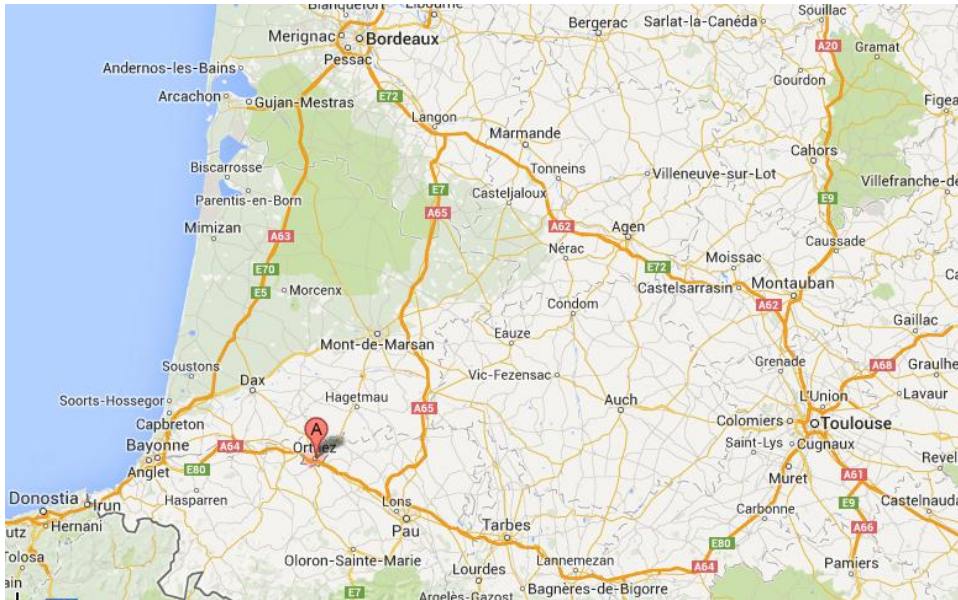 Blanquefort
Libourne
Merignac
Bordeaux
Pessac
Bergerac
Sarlat-la-Canéda
Souillac
A20
Gramat
Andernos-les-Bains
Arcachon
Gujan-Mestras
E72
Gourdon
Figea
Langon
Marmande
Cahors
Biscarrosse
Tonneins
Villeneuve-sur-Lot
Villefranche-de
Parentis-en-Born
E7
Casteljaloux
E9
A65
Mimizan
A63
A62
Agen
Caussade
Nérac
Moissac
E70
E72
Montauban
E5
Morcenx
Castelsarrasin
A62
Condom
Gaillac
Mont-de-Marsan
Eauze
Grenade
A68
Graulhe
Soustons
Dax
Vic-Fezensac
Hagetmau
L'Union
Lavaur
Soorts-Hossegor
A65
Auch
Capbreton
A
Colomiers
Toulouse
Bayonne
A64
Saint-Lys
Cugnaux
Anglet
E80
Revel
Muret
A61
Hasparren
Lons
Donostia
Irun
E9
Castelnauda
Carbonne
Pau
Tarbes
A66
utz
Hernani
E80
Tolosa
Oloron-Sainte-Marie
Lannemezan
A64
Pamiers
ain
Lourdes
E7
Bagnères-de-Bigorre
Argelès-Gazost